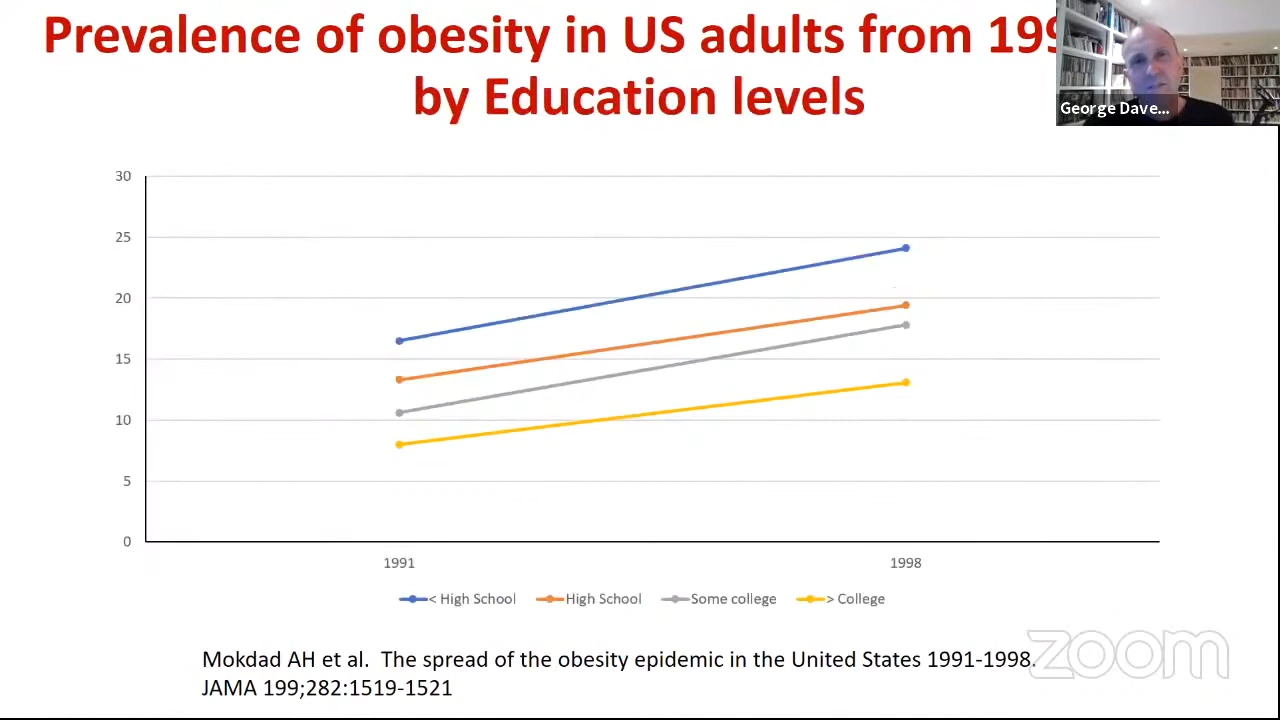 Prevalence of obesity in US adults from 199
by Education levels
George Dave...
30
25
20
15
10
5
0
1991
1998
< High School
High School
Some college
> College
Mokdad AH et al. The spread of the obesity epidemic in the United States 1991-1998.
JAMA 199;282:1519-1521
zoom